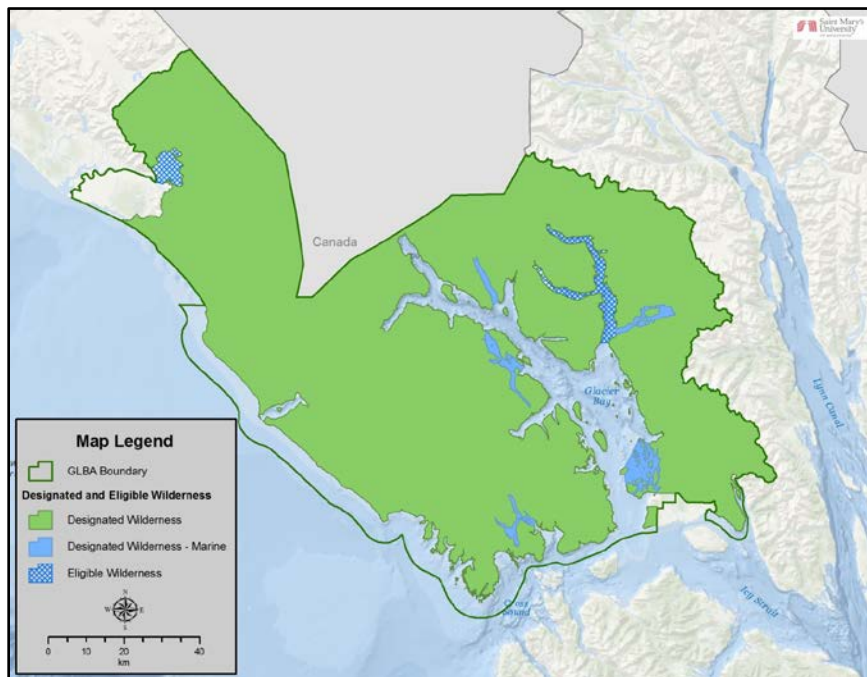 Saint Mary's
University
Canada
Glacier
Bay
Lynn Canal
Map Legend
GLBA Boundary
Designated and Eligible Wilderness
Designated Wilderness
Designated Wilderness - Marine
Eligible Wilderness
N
W E
S
Cross
Sound
Icy Strait
0 10 20 40
km